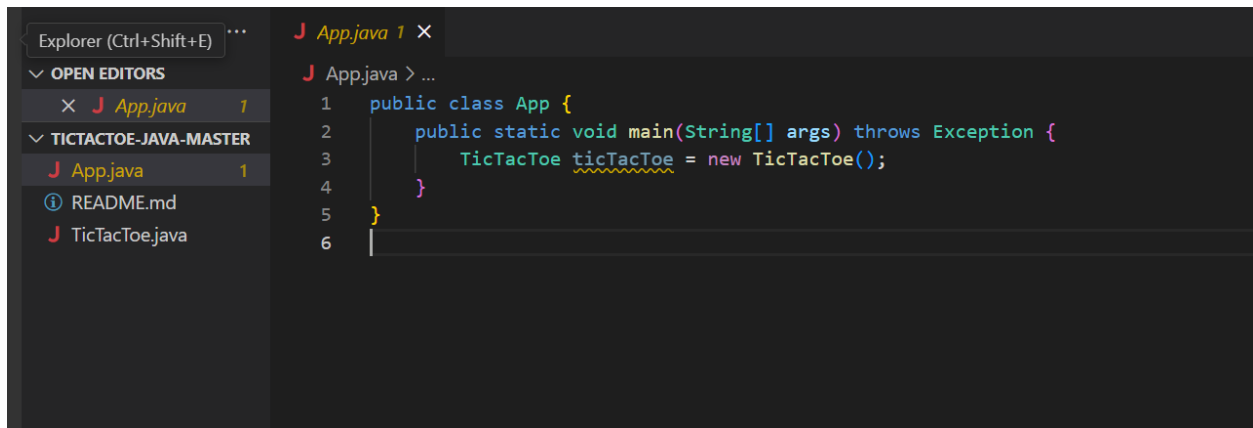 Explorer (Ctrl+Shift+E) ...
OPEN EDITORS
J App.java 1
TICTACTOE-JAVA-MASTER
J App.java 1
README.md
J TicTacToe.java
J App.java 1
J App.java > ...
1 public class App {
2 public static void main(String[] args) throws Exception {
3 TicTacToe ticTacToe = new TicTacToe();
4 }
5 }
6